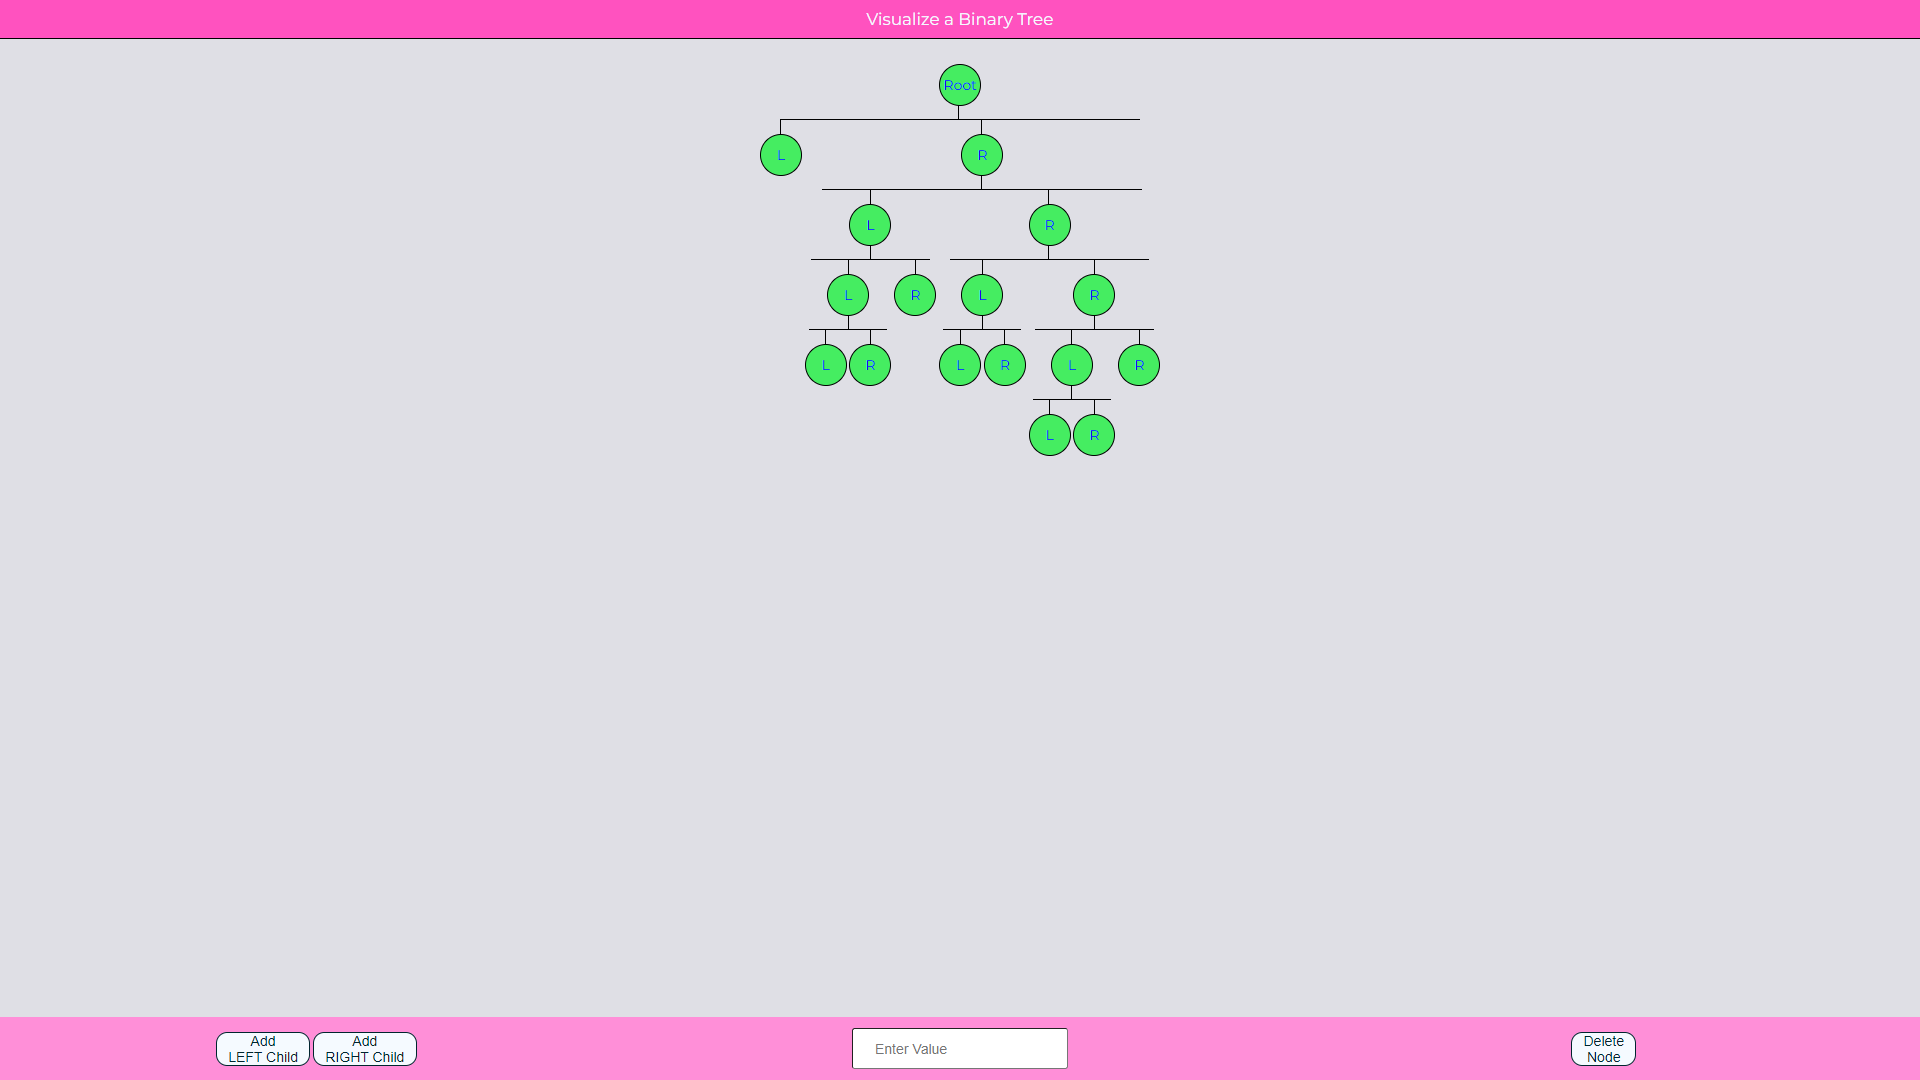 Visualize a Binary Tree
Root
L R
L R
L R L R
L R L R L R
L R
Add
LEFT Child
Add
RIGHT Child
Enter Value
Delete
Node